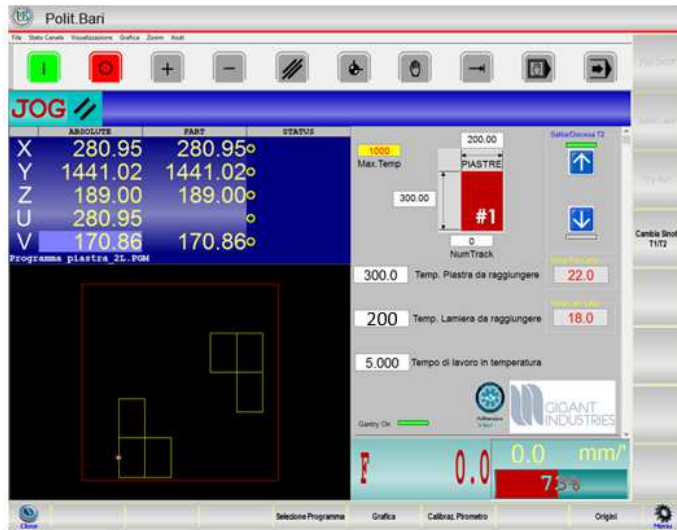 Polit.Bari
File Stato Canale Visualizzazione Grafica Zoom Aiuti
JOG
ABSOLUTE PART STATUS
X 280.95 280.95
Y 1441.02 1441.02
Z 189.00 189.00
U 280.95
V 170.86 170.86
Programma piastra_2L.PGM
1000
Max.Temp
200.00
PIASTRE
300.00
#1
0
NumTrack
Salita/Discesa T2
Cambia Sinot
T1/T2
300.0 Temp. Piastra da raggiungere 22.0
200 Temp. Lamiera da raggiungere 18.0
5.000 Tempo di lavoro in temperatura
Gantry On
GIGANT
INDUSTRIES
F 0.0 0.0 mm/'
73%
Close
Selezione Programma Grafica Calibraz. Pirometro Origini
Menu